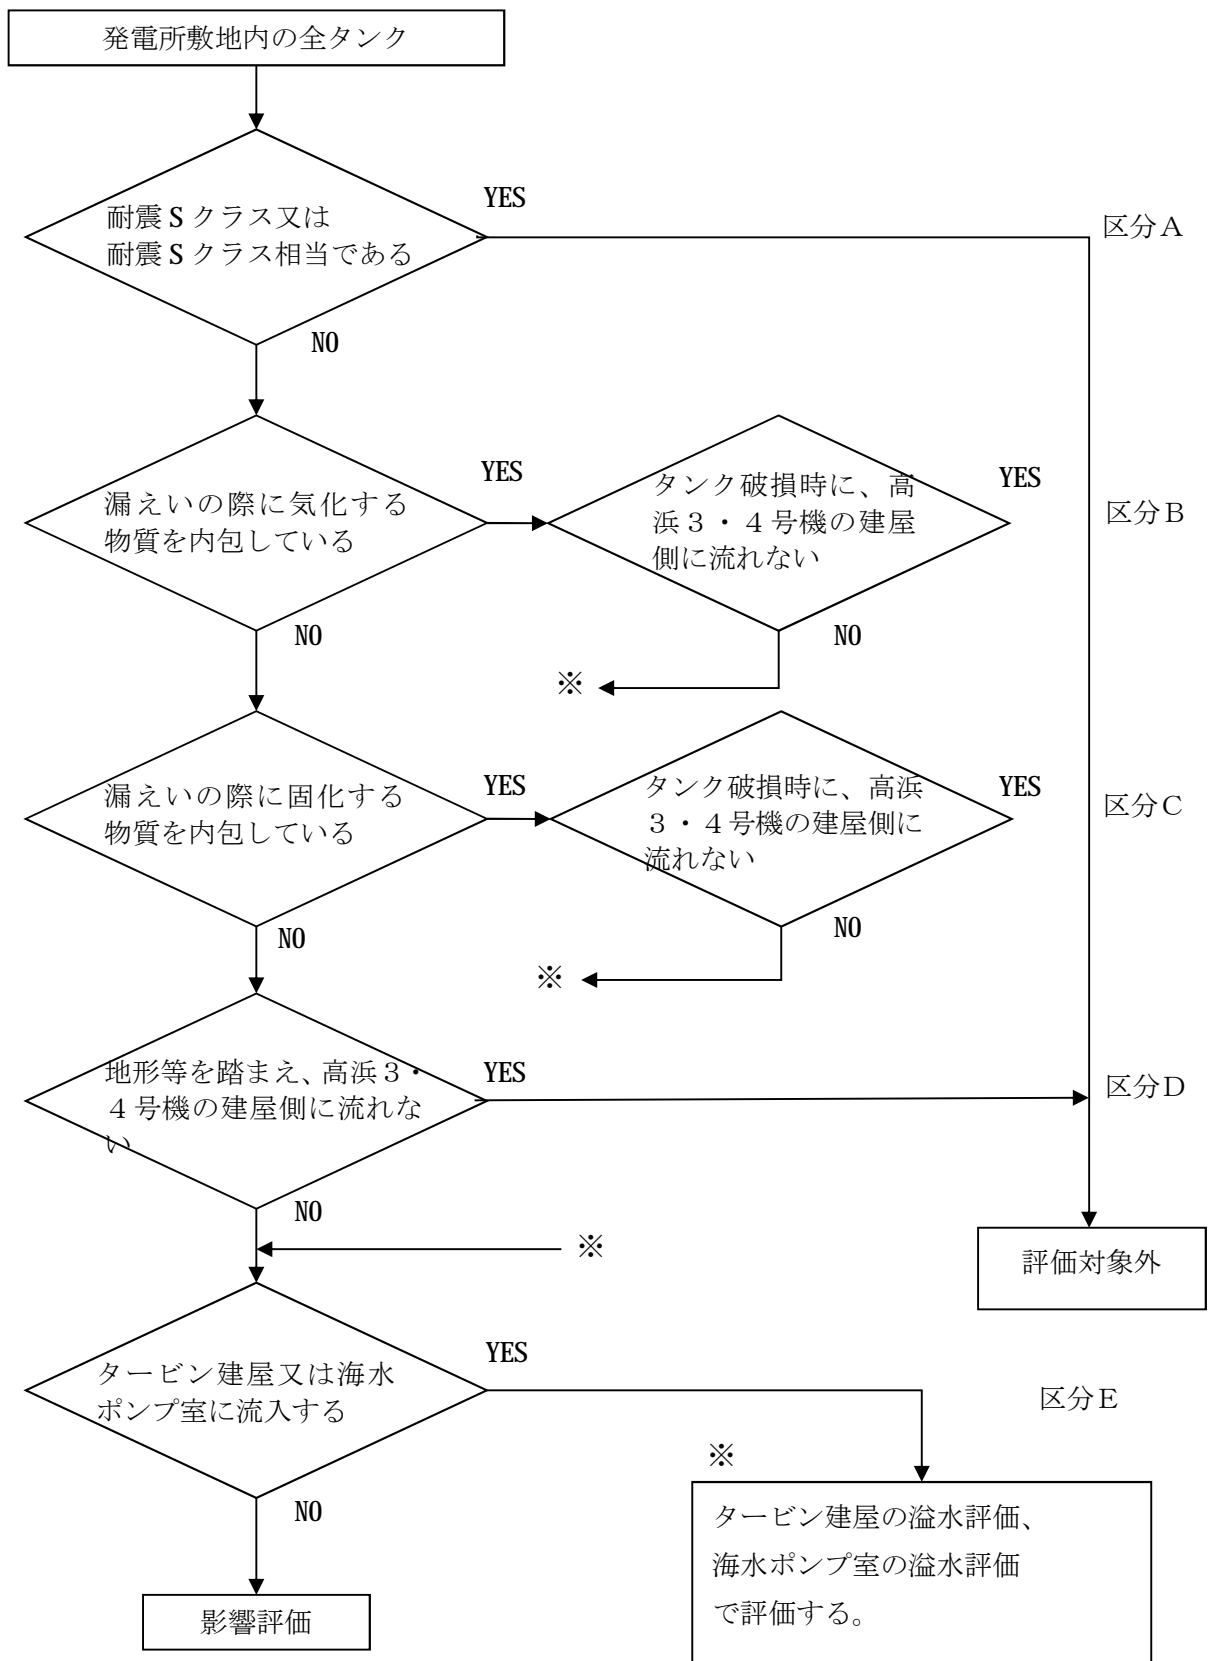 発電所敷地内の全タンク
耐震Sクラス又は
耐震Sクラス相当である
YES
区分A
NO
漏えいの際に気化する
物質を内包している
YES
タンク破損時に、高
浜3・4号機の建屋
側に流れない
YES
区分B
NO
NO
※
漏えいの際に固化する
物質を内包している
YES
タンク破損時に、高浜
3・4号機の建屋側に
流れない
YES
区分C
NO
NO
※
地形等を踏まえ、高浜3・
4号機の建屋側に流れな
い
YES
区分D
NO
※
評価対象外
タービン建屋又は海水
ポンプ室に流入する
YES
区分E
NO
※
タービン建屋の溢水評価、
海水ポンプ室の溢水評価
で評価する。
影響評価